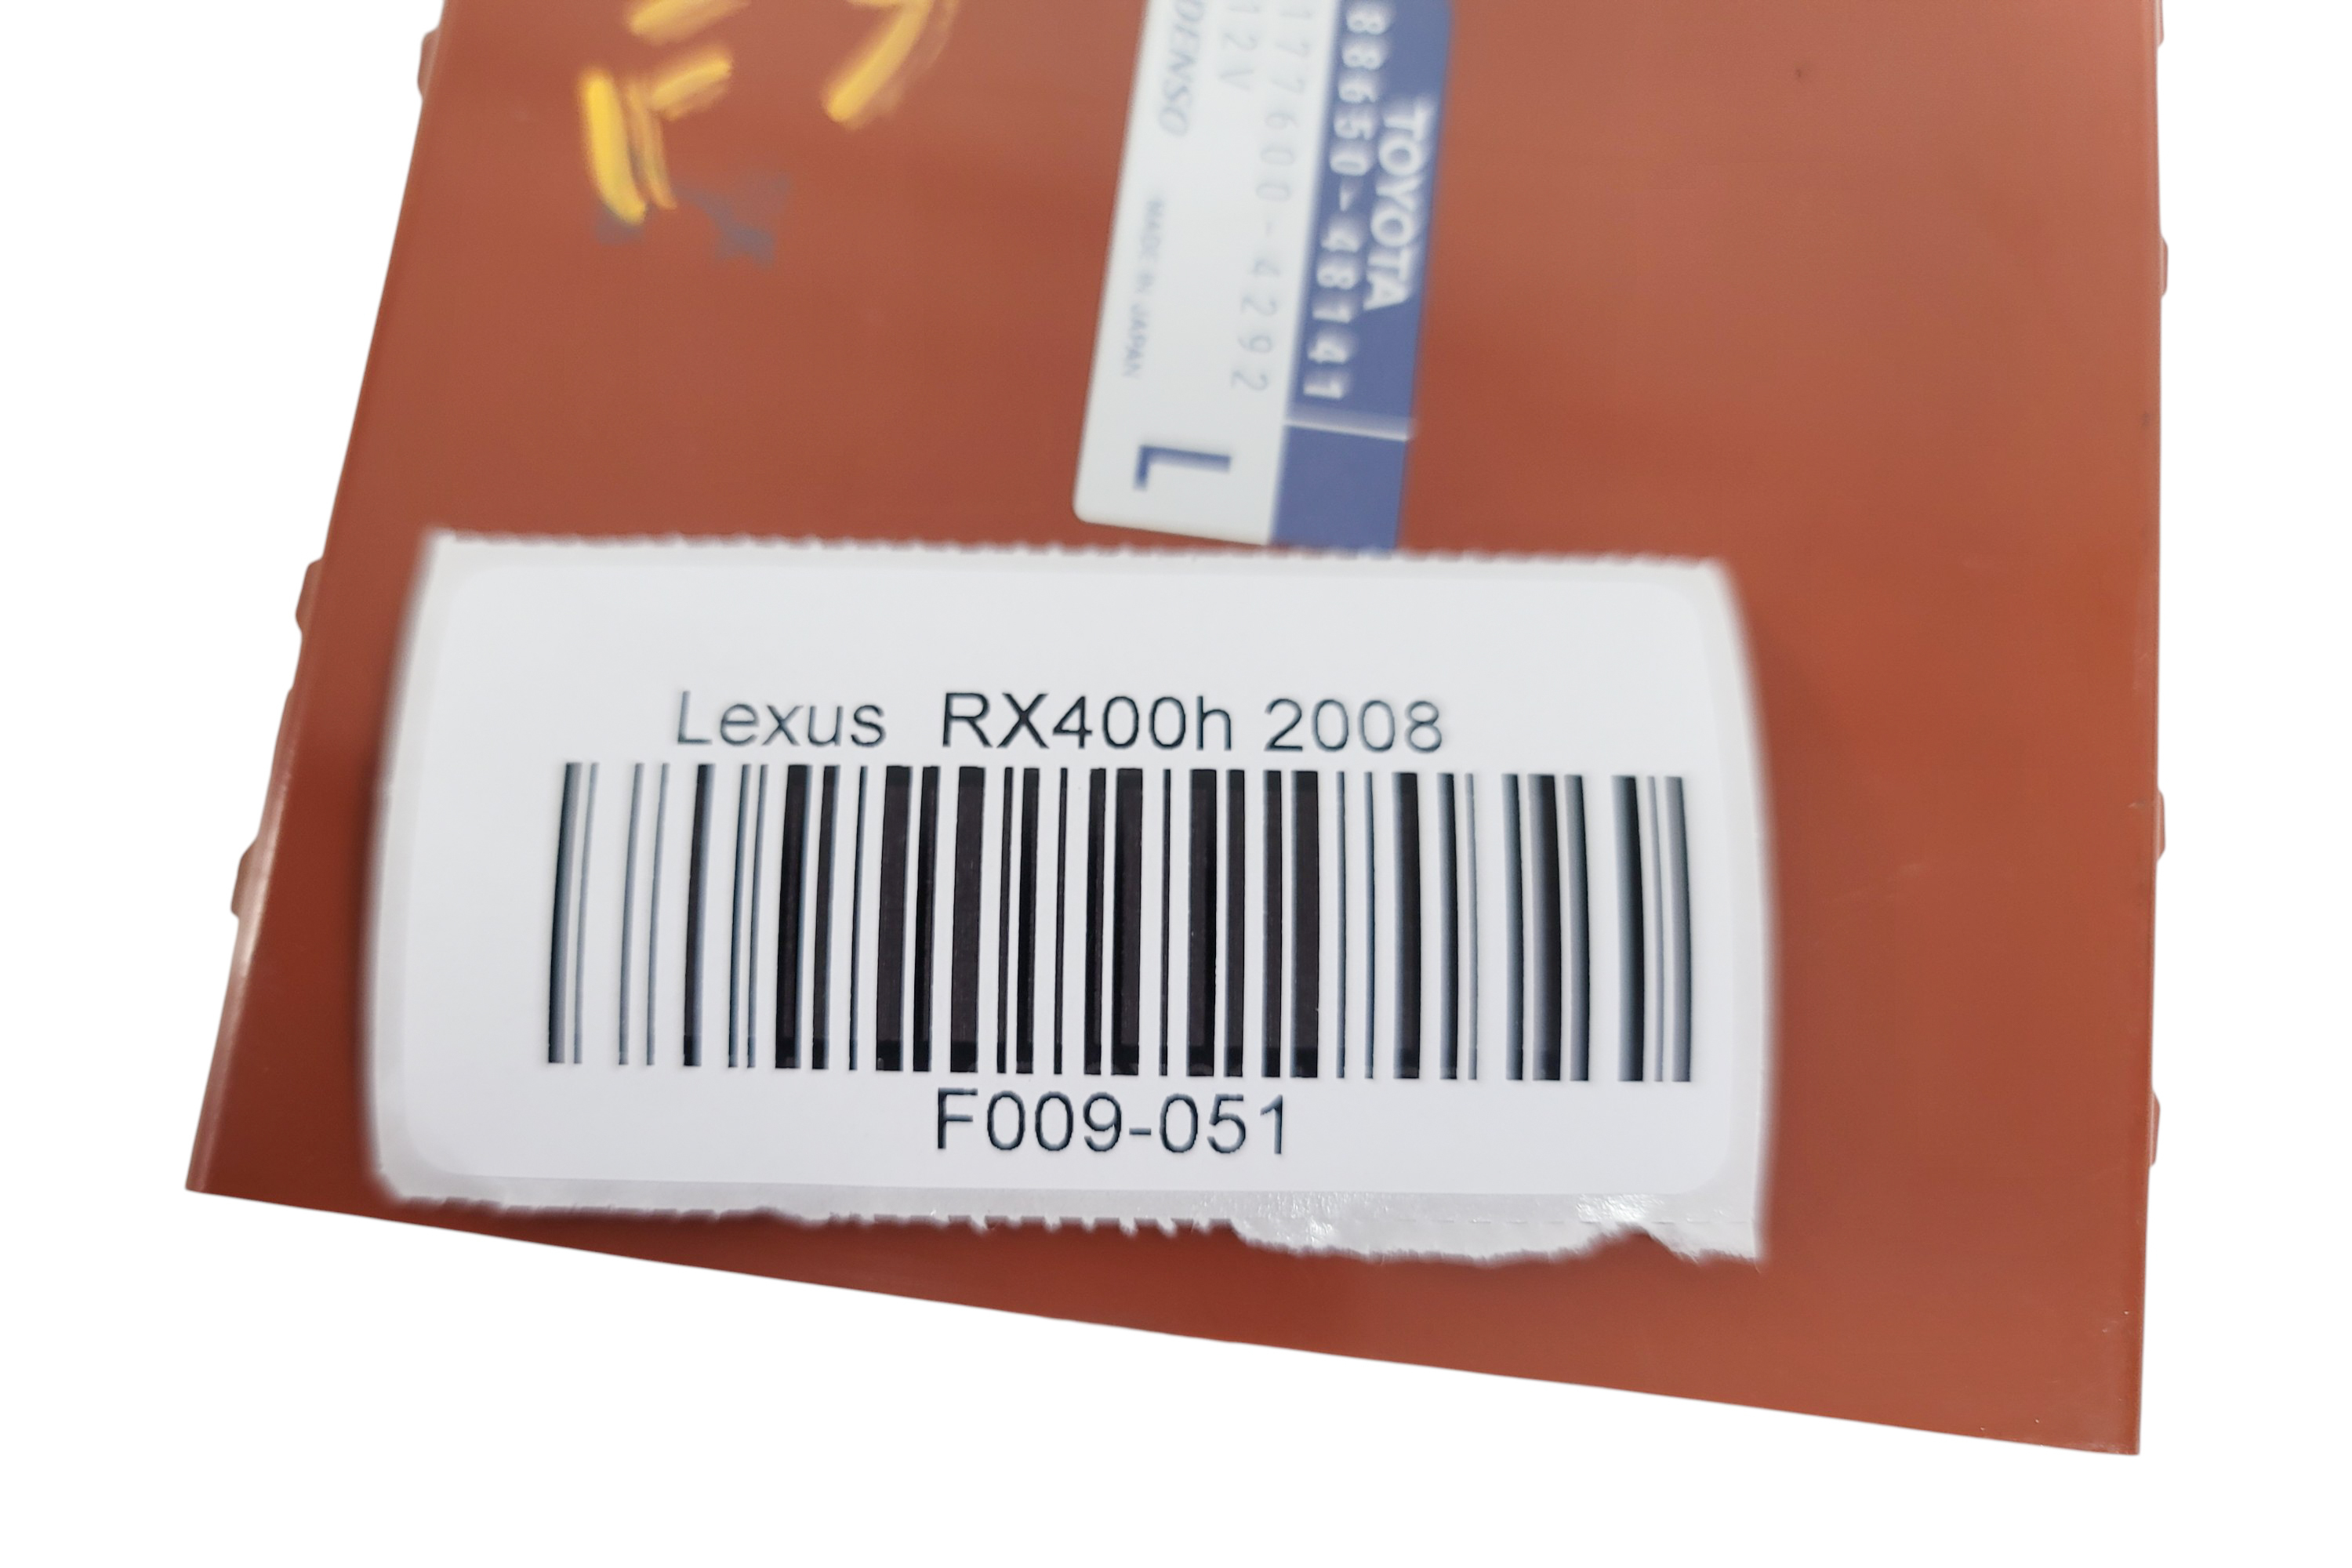 TOYOTA
88650-48141
177600-4292
12V
DENSO
MADE IN JAPAN
L
Lexus RX400h 2008
F009-051